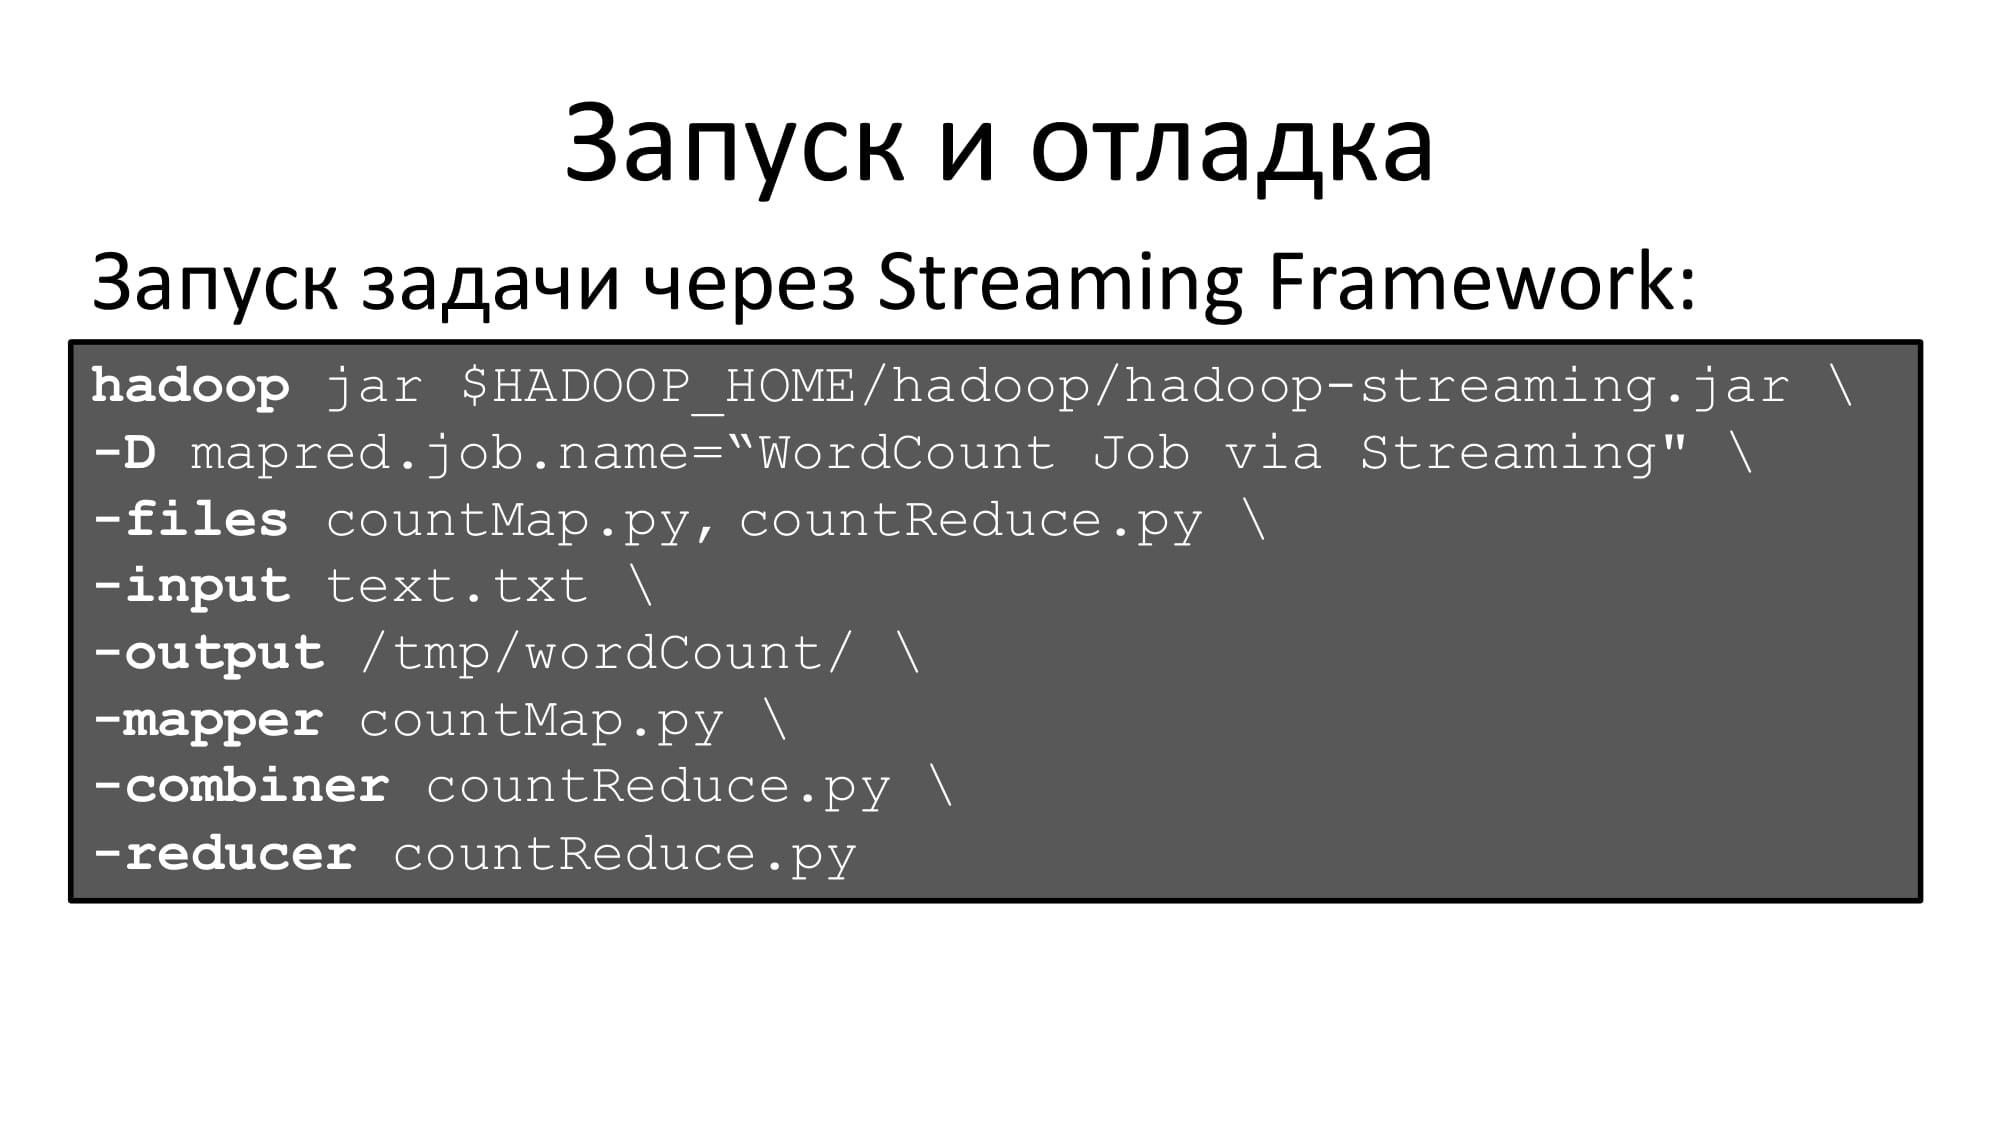 Запуск и отладка
Запуск задачи через Streaming Framework:
hadoop jar $HADOOP_HOME/hadoop/hadoop-streaming.jar \
-D mapred.job.name=“WordCount Job via Streaming" \
-files countMap.py, countReduce.py \
-input text.txt \
-output /tmp/wordCount/ \
-mapper countMap.py \
-combiner countReduce.py \
-reducer countReduce.py